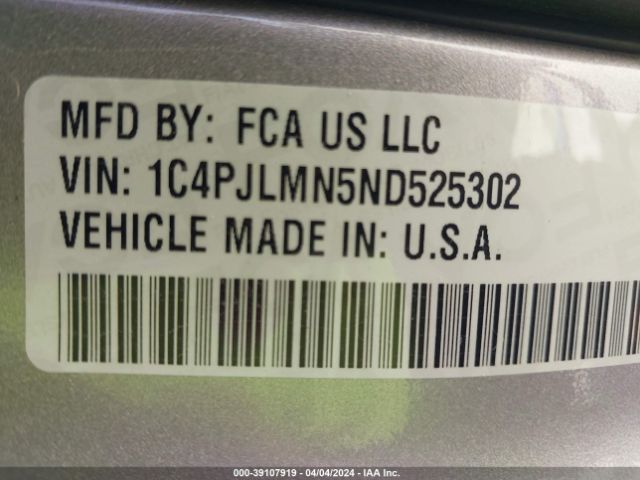 MFD BY: FCA US LLC
VIN: 1C4PJLMN5ND525302
VEHICLE MADE IN: U.S.A.
000-39107919 - 04/04/2024 - IAA Inc.